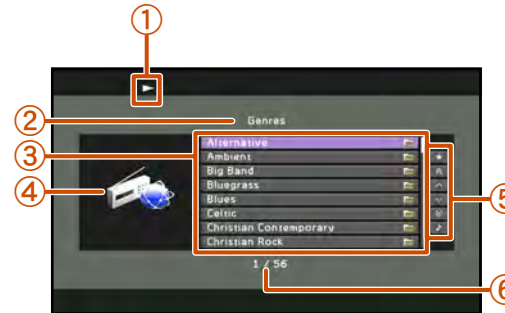 ①
②
Genres
③
Alternative
Ambient
④
Big Band
Bluegrass
⑤
Blues
Celtic
Christian Contemporary
Christian Rock
1 / 56
⑥